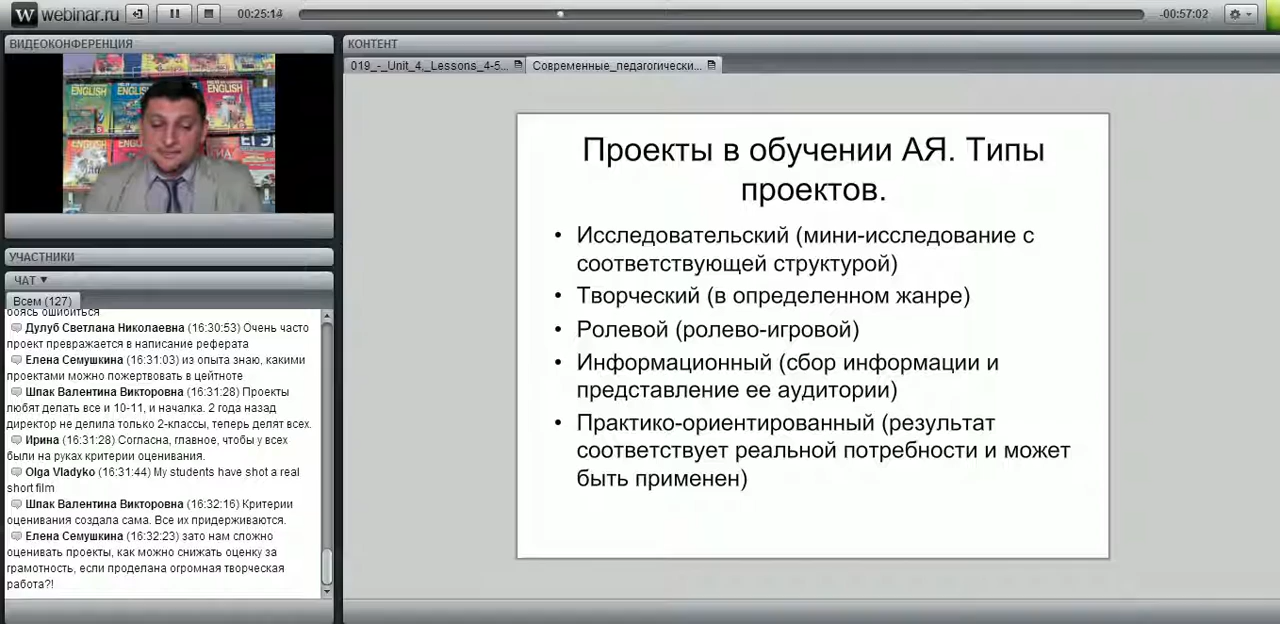 W webinar.ru
00:25:14
-00:57:02
ВИДЕОКОНФЕРЕНЦИЯ
ENGLISH
ENGLISH
ENGLISH
УЧАСТНИКИ
ЧАТ
Всем (127)
боясь ошибиться
Дулуб Светлана Николаевна (16:30:53) Очень часто
проект превражается в написание реферата
Елена Семушкина (16:31:03) из опыта знаю, какими
проектами можно пожертвовать в цейтноте
Шпак Валентина Викторовна (16:31:28) Проекты
любят делать все и 10-11, и началка. 2 года назад
директор не делила только 2-классы, теперь делят всех.
Ирина (16:31:28) Согласна, главное, чтобы у всех
были на руках критерии оценивания.
Olga Vladyko (16:31:44) My students have shot a real
short film
Шпак Валентина Викторовна (16:32:16) Критерии
оценивания создала сама. Все их придерживаются.
Елена Семушкина (16:32:23) зато нам сложно
оценивать проекты, как можно снижать оценку за
грамотность, если проделана огромная творческая
работа?!
КОНТЕНТ
019_-_Unit_4,_Lessons_4-5...
Современные_педагогически...
Проекты в обучении АЯ. Типы
проектов.
• Исследовательский (мини-исследование с
соответствующей структурой)
• Творческий (в определенном жанре)
• Ролевой (ролево-игровой)
• Информационный (сбор информации и
представление ее аудитории)
• Практико-ориентированный (результат
соответствует реальной потребности и может
быть применен)